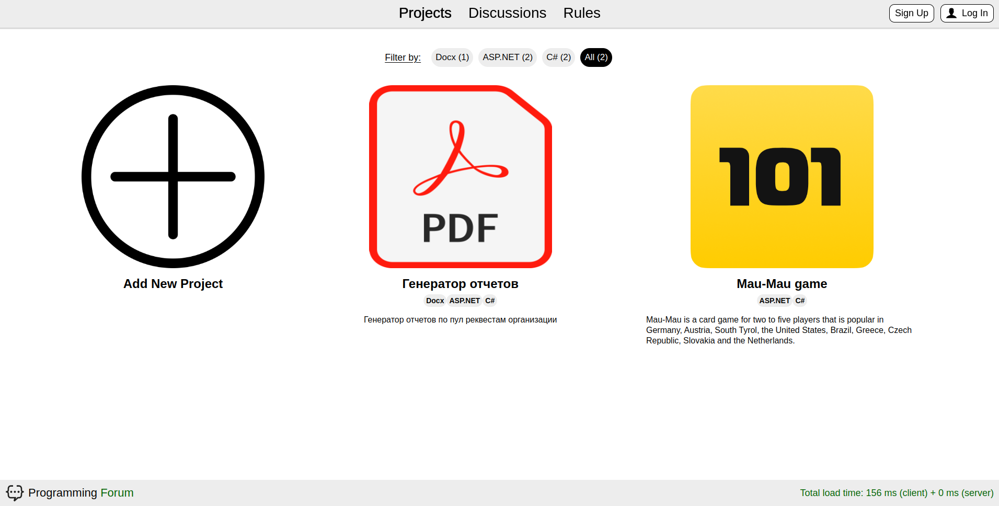 Projects Discussions Rules
Sign Up Log In
Filter by: Docx (1) ASP.NET (2) C# (2) All (2)
PDF
101
Add New Project
Генератор отчетов
Docx ASP.NET C#
Генератор отчетов по пул реквестам организации
Mau-Mau game
ASP.NET C#
Mau-Mau is a card game for two to five players that is popular in
Germany, Austria, South Tyrol, the United States, Brazil, Greece, Czech
Republic, Slovakia and the Netherlands.
Programming Forum
Total load time: 156 ms (client) + 0 ms (server)